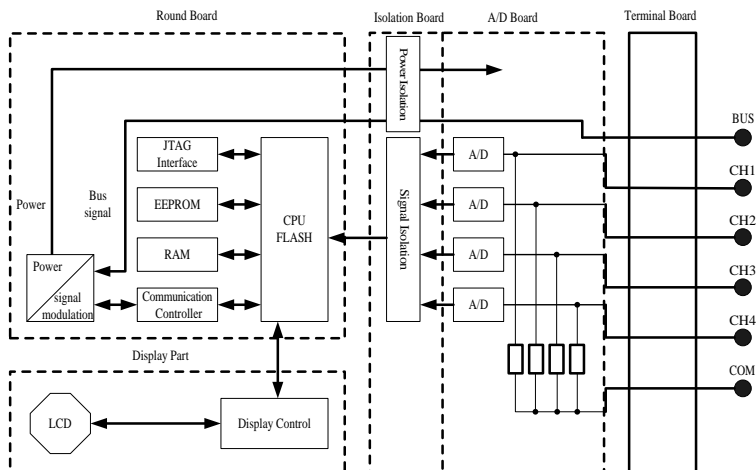 Round Board
Isolation Board
A/D Board
Terminal Board
Power Isolation
BUS
JTAG
Interface
A/D
CH1
Power
Bus
signal
EEPROM
CPU
FLASH
Signal Isolation
A/D
CH2
RAM
A/D
CH3
Power
signal
modulation
Communication
Controller
A/D
CH4
Display Part
COM
LCD
Display Control